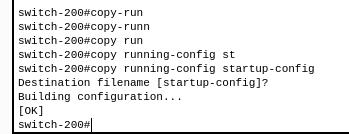 switch-200#copy-run
switch-200#copy-runn
switch-200#copy run
switch-200#copy running-config st
switch-200#copy running-config startup-config
Destination filename [startup-config]?
Building configuration...
[OK]
switch-200#